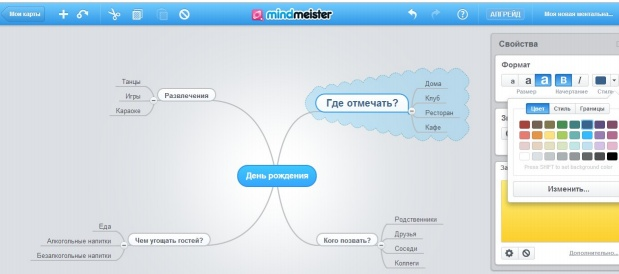 Мои карты
mindmeister
АПГРЕЙД
Моя новая ментальна...
Свойства
Формат
a a a B I
Размер
Начертание
Стиль
Цвет
Стиль
Границы
Press SHIFT to set background color
Изменить...
Дополнительно...
Танцы
Игры
Караоке
Развлечения
Где отмечать?
Дома
Клуб
Ресторан
Кафе
День рождения
Еда
Алкогольные напитки
Безалкогольные напитки
Чем угощать гостей?
Кого позвать?
Родственники
Друзья
Соседи
Коллеги